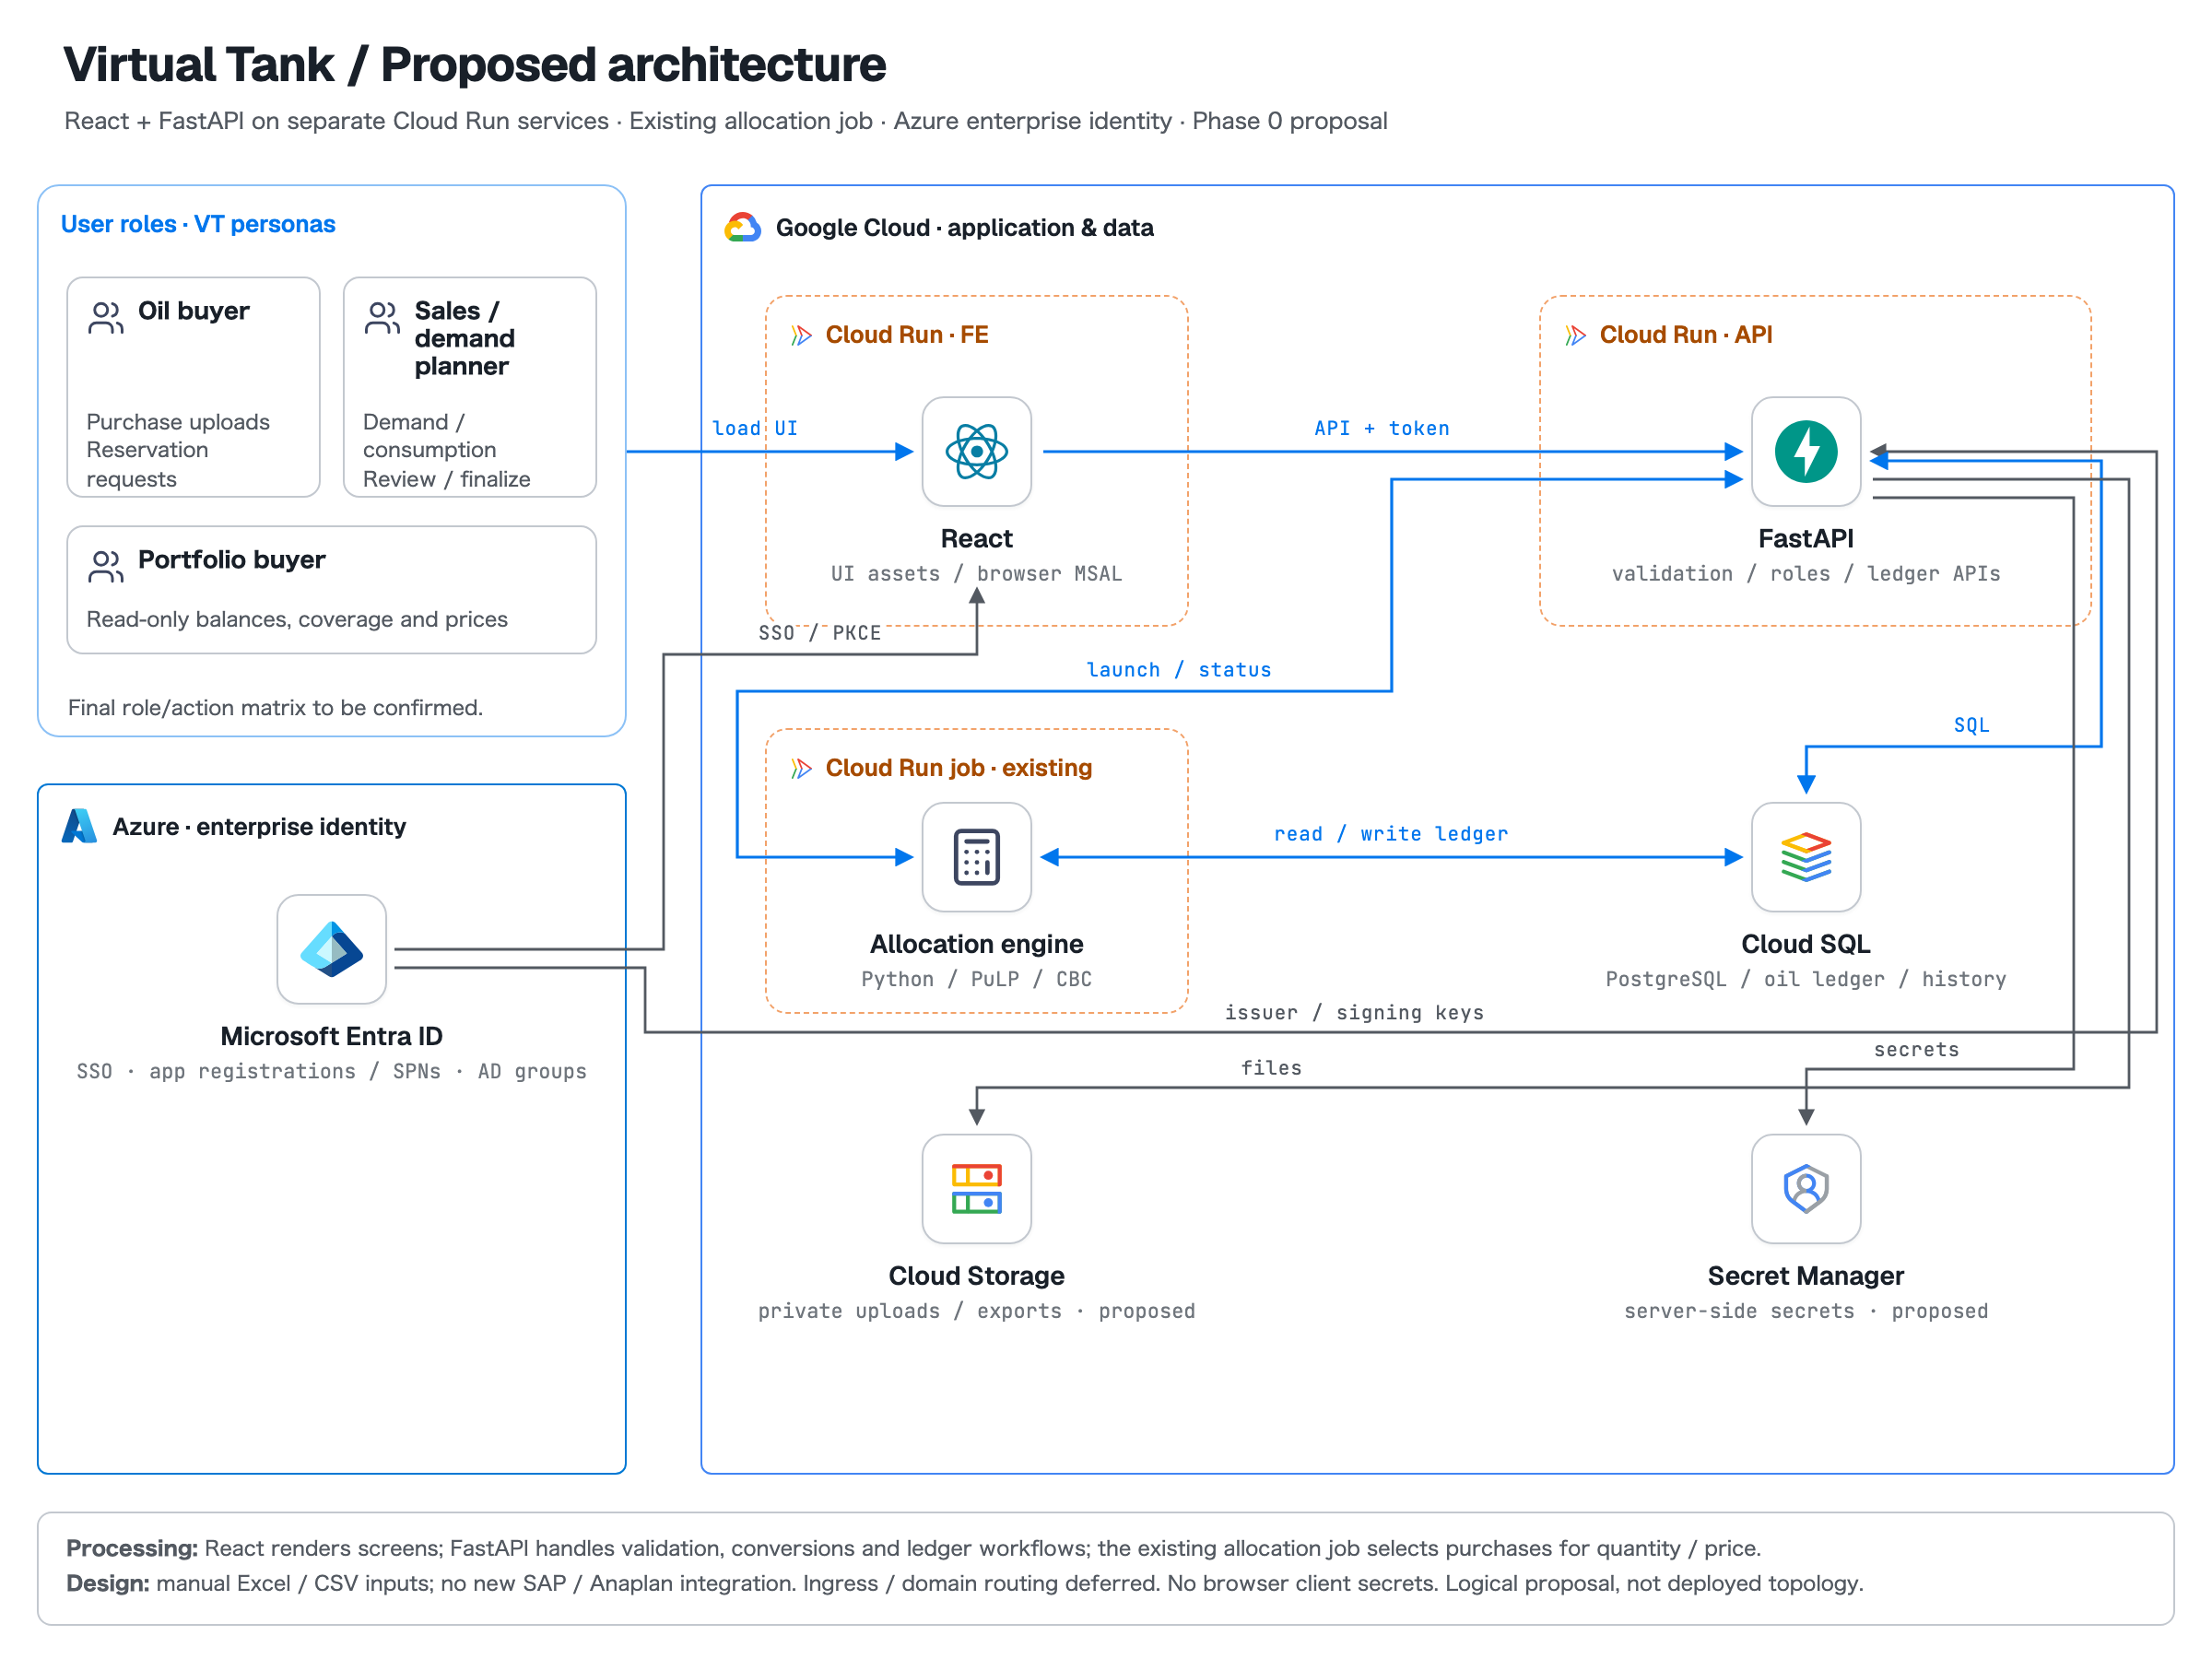 Virtual Tank / Proposed architecture
React + FastAPI on separate Cloud Run services · Existing allocation job · Azure enterprise identity · Phase 0 proposal
User roles · VT personas
Oil buyer
Purchase uploads
Reservation
requests
Sales /
demand
planner
Demand /
consumption
Review / finalize
Portfolio buyer
Read-only balances, coverage and prices
Final role/action matrix to be confirmed.
Azure · enterprise identity
Microsoft Entra ID
SSO · app registrations / SPNs · AD groups
Google Cloud · application & data
Cloud Run · FE
load UI
React
UI assets / browser MSAL
SSO / PKCE
API + token
Cloud Run · API
FastAPI
validation / roles / ledger APIs
launch / status
SQL
Cloud Run job · existing
Allocation engine
Python / PuLP / CBC
read / write ledger
Cloud SQL
PostgreSQL / oil ledger / history
issuer / signing keys
secrets
files
Cloud Storage
private uploads / exports · proposed
Secret Manager
server-side secrets · proposed
Processing: React renders screens; FastAPI handles validation, conversions and ledger workflows; the existing allocation job selects purchases for quantity / price.
Design: manual Excel / CSV inputs; no new SAP / Anaplan integration. Ingress / domain routing deferred. No browser client secrets. Logical proposal, not deployed topology.